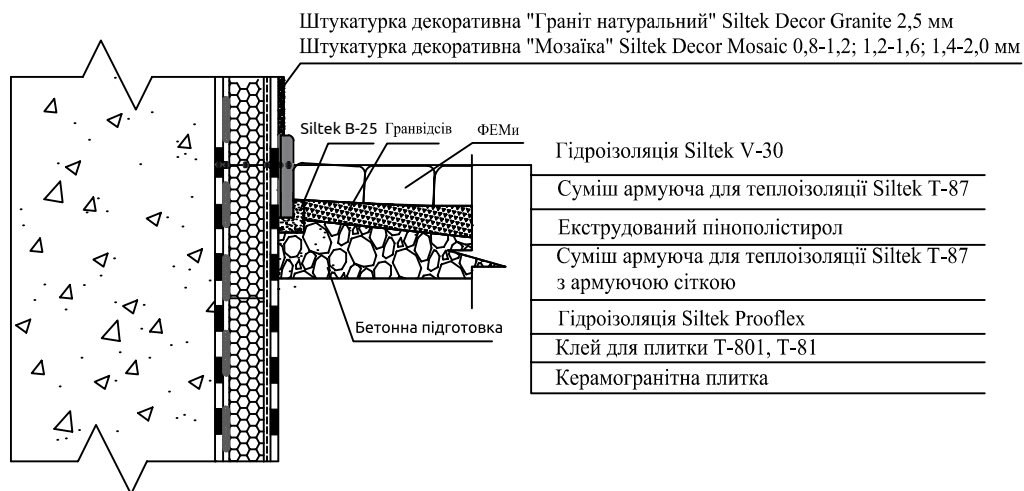 Штукатурка декоративна "Граніт натуральний" Siltek Decor Granite 2,5 мм
Штукатурка декоративна "Мозаїка" Siltek Decor Mosaic 0,8-1,2; 1,2-1,6; 1,4-2,0 мм
Siltek B-25 Гранвідсів ФЕМи
Гідроізоляція Siltek V-30
Суміш армуюча для теплоізоляції Siltek Т-87
Екструдований пінополістирол
Суміш армуюча для теплоізоляції Siltek Т-87
з армуючою сіткою
Гідроізоляція Siltek Prooflex
Бетонна підготовка
Клей для плитки Т-801, Т-81
Керамогранітна плитка